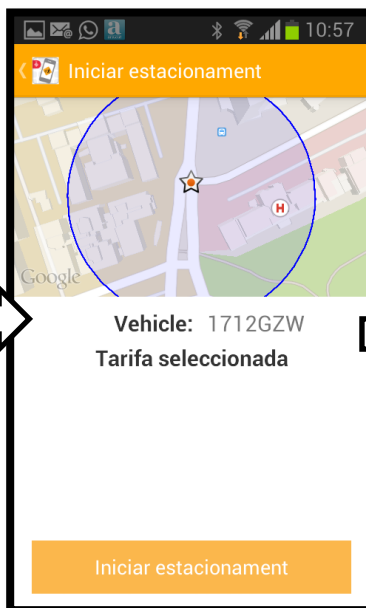 10:57
Iniciar estacionament
H
Google
Vehicle: 1712GZW
Tarifa seleccionada
Iniciar estacionament